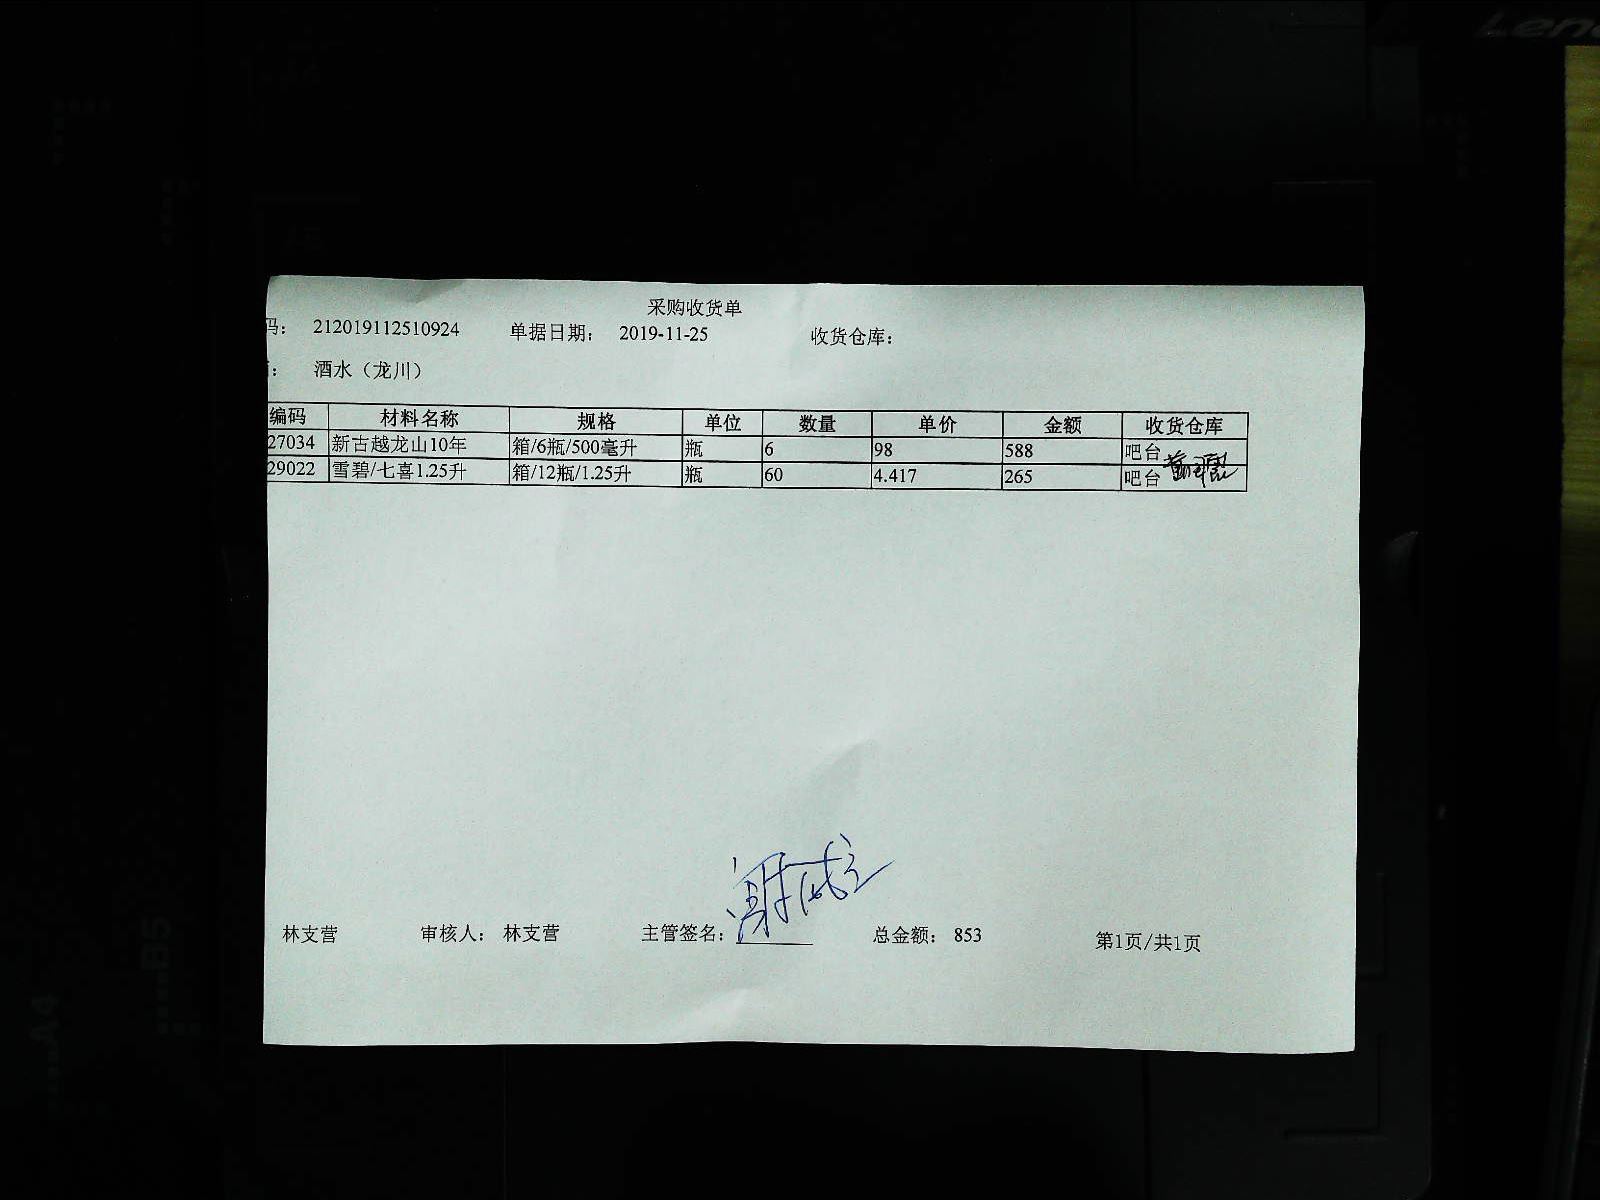 采购收货单
码： 212019112510924 单据日期： 2019-11-25 收货仓库：
： 酒水（龙川）
编码 材料名称 规格 单位 数量 单价 金额 收货仓库
27034 新古越龙山10年 箱/6瓶/500毫升 瓶 6 98 588 吧台
29022 雪碧/七喜1.25升 箱/12瓶/1.25升 瓶 60 4.417 265 吧台
林支营 审核人： 林支营 主管签名： 总金额： 853 第1页/共1页